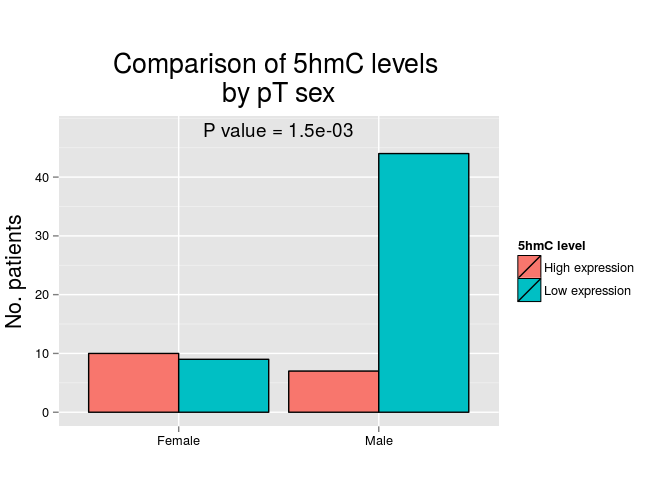 Comparison of 5hmC levels
by pT sex
P value = 1.5e-03
No. patients
40
30
20
10
0
Female
Male
5hmC level
High expression
Low expression